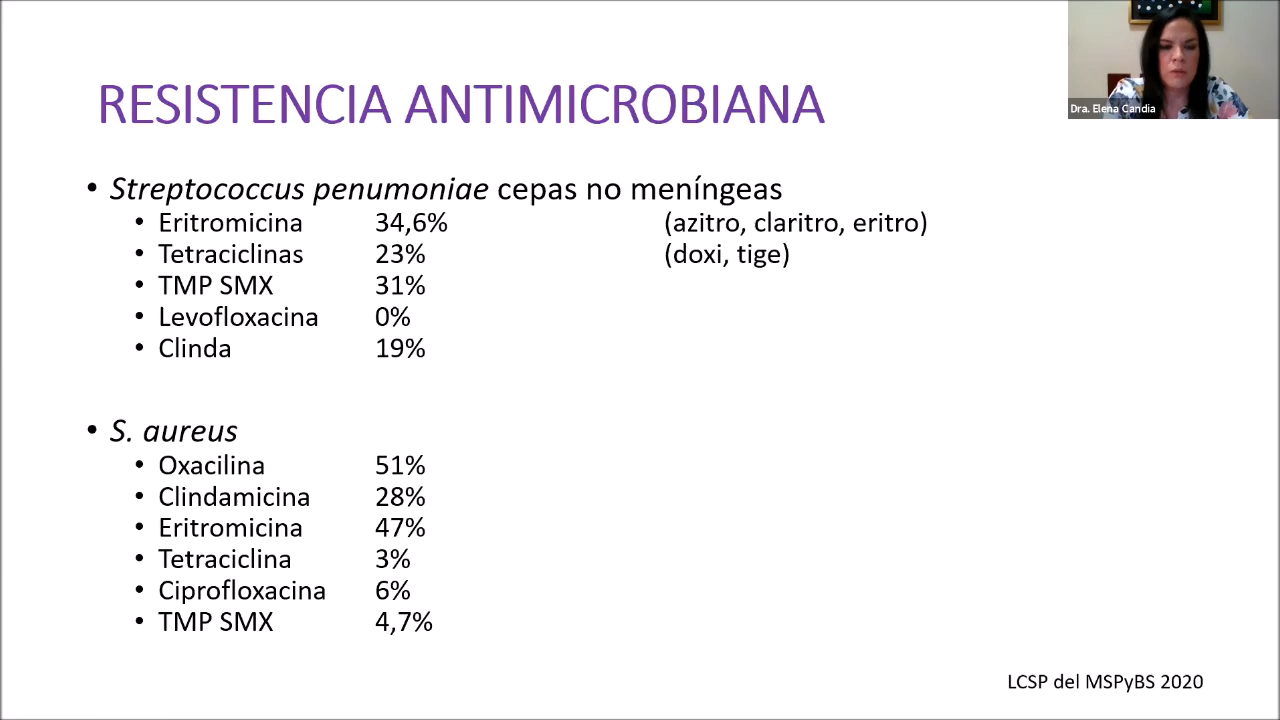 Dra. Elena Candia
RESISTENCIA ANTIMICROBIANA
• Streptococcus penumoniae cepas no meníngeas
• Eritromicina 34,6% (azitro, claritro, eritro)
• Tetraciclinas 23% (doxi, tige)
• TMP SMX 31%
• Levofloxacina 0%
• Clinda 19%
• S. aureus
• Oxacilina 51%
• Clindamicina 28%
• Eritromicina 47%
• Tetraciclina 3%
• Ciprofloxacina 6%
• TMP SMX 4,7%
LCSP del MSPyBS 2020